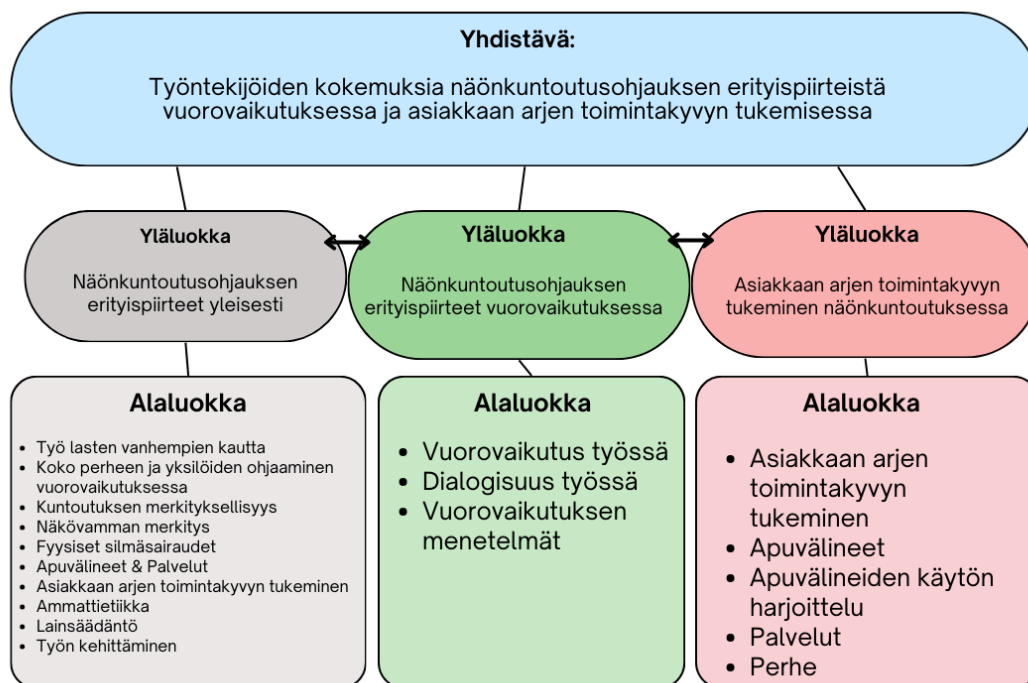 Yhdistävä:
Työntekijöiden kokemuksia näönkuntoutusohjauksen erityispiirteistä
vuorovaikutuksessa ja asiakkaan arjen toimintakyvyn tukemisessa
Yläluokka
Näönkuntoutusohjauksen
erityispiirteet yleisesti
Yläluokka
Näönkuntoutusohjauksen
erityispiirteet vuorovaikutuksessa
Yläluokka
Asiakkaan arjen toimintakyvyn
tukeminen näönkuntoutuksessa
Alaluokka
• Työ lasten vanhempien kautta
• Koko perheen ja yksilöiden ohjaaminen
vuorovaikutuksessa
• Kuntoutuksen merkityksellisyys
• Näkövamman merkitys
• Fyysiset silmäsairaudet
• Apuvälineet & Palvelut
• Asiakkaan arjen toimintakyvyn tukeminen
• Ammattietiikka
• Lainsäädäntö
• Työn kehittäminen
Alaluokka
• Vuorovaikutus työssä
• Dialogisuus työssä
• Vuorovaikutuksen
menetelmät
Alaluokka
• Asiakkaan arjen
toimintakyvyn
tukeminen
• Apuvälineet
• Apuvälineiden käytön
harjoittelu
• Palvelut
• Perhe